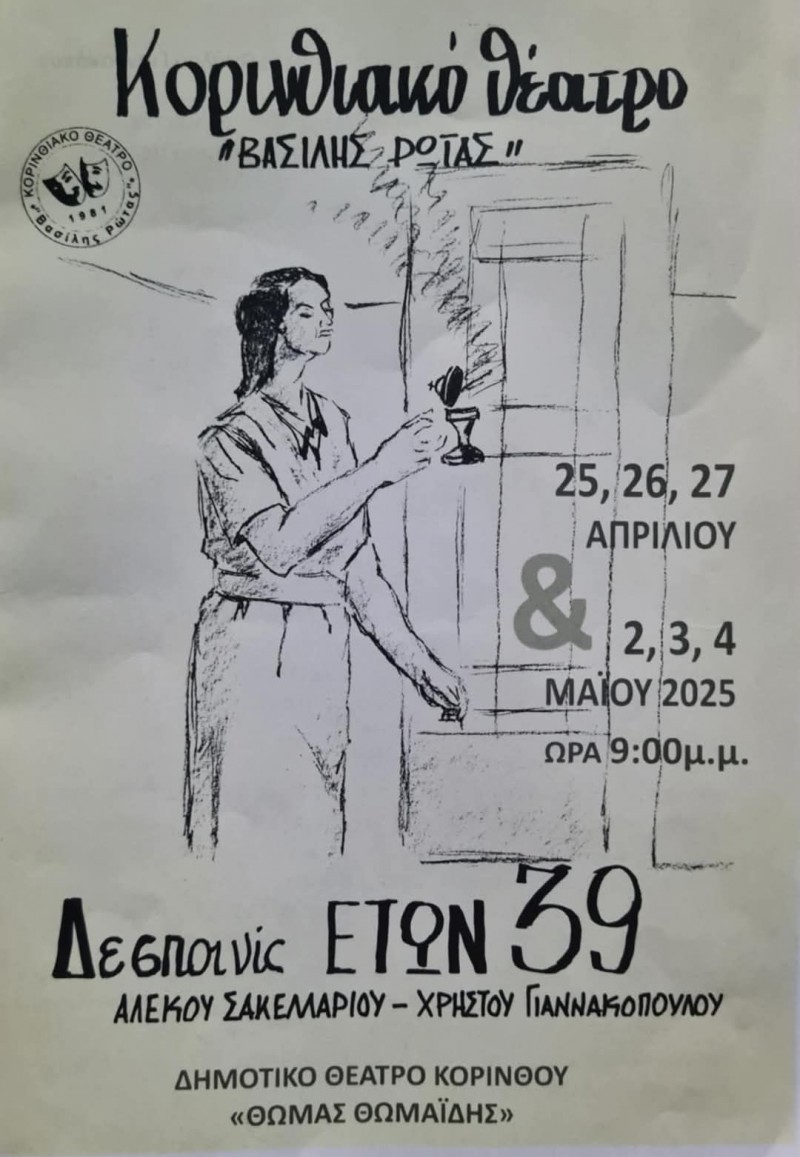 Κορινθιακό θέατρο
"ΒΑΣΙΛΗΣ ΡΩΤΑΣ"
ΚΟΡΙΝΘΙΑΚΟ ΘΕΑΤΡΟ
1981
"Βασίλης Ρώτας"
25, 26, 27
ΑΠΡΙΛΙΟΥ
&
2, 3, 4
ΜΑΪΟΥ 2025
ΩΡΑ 9:00μ.μ.
Δεσποινίς ΕΤΩΝ 39
ΑΛΕΚΟΥ ΣΑΚΕΛΑΡΙΟΥ – ΧΡΗΣΤΟΥ ΓΙΑΝΝΑΚΟΠΟΥΛΟΥ
ΔΗΜΟΤΙΚΟ ΘΕΑΤΡΟ ΚΟΡΙΝΘΟΥ
«ΘΩΜΑΣ ΘΩΜΑΪΔΗΣ»